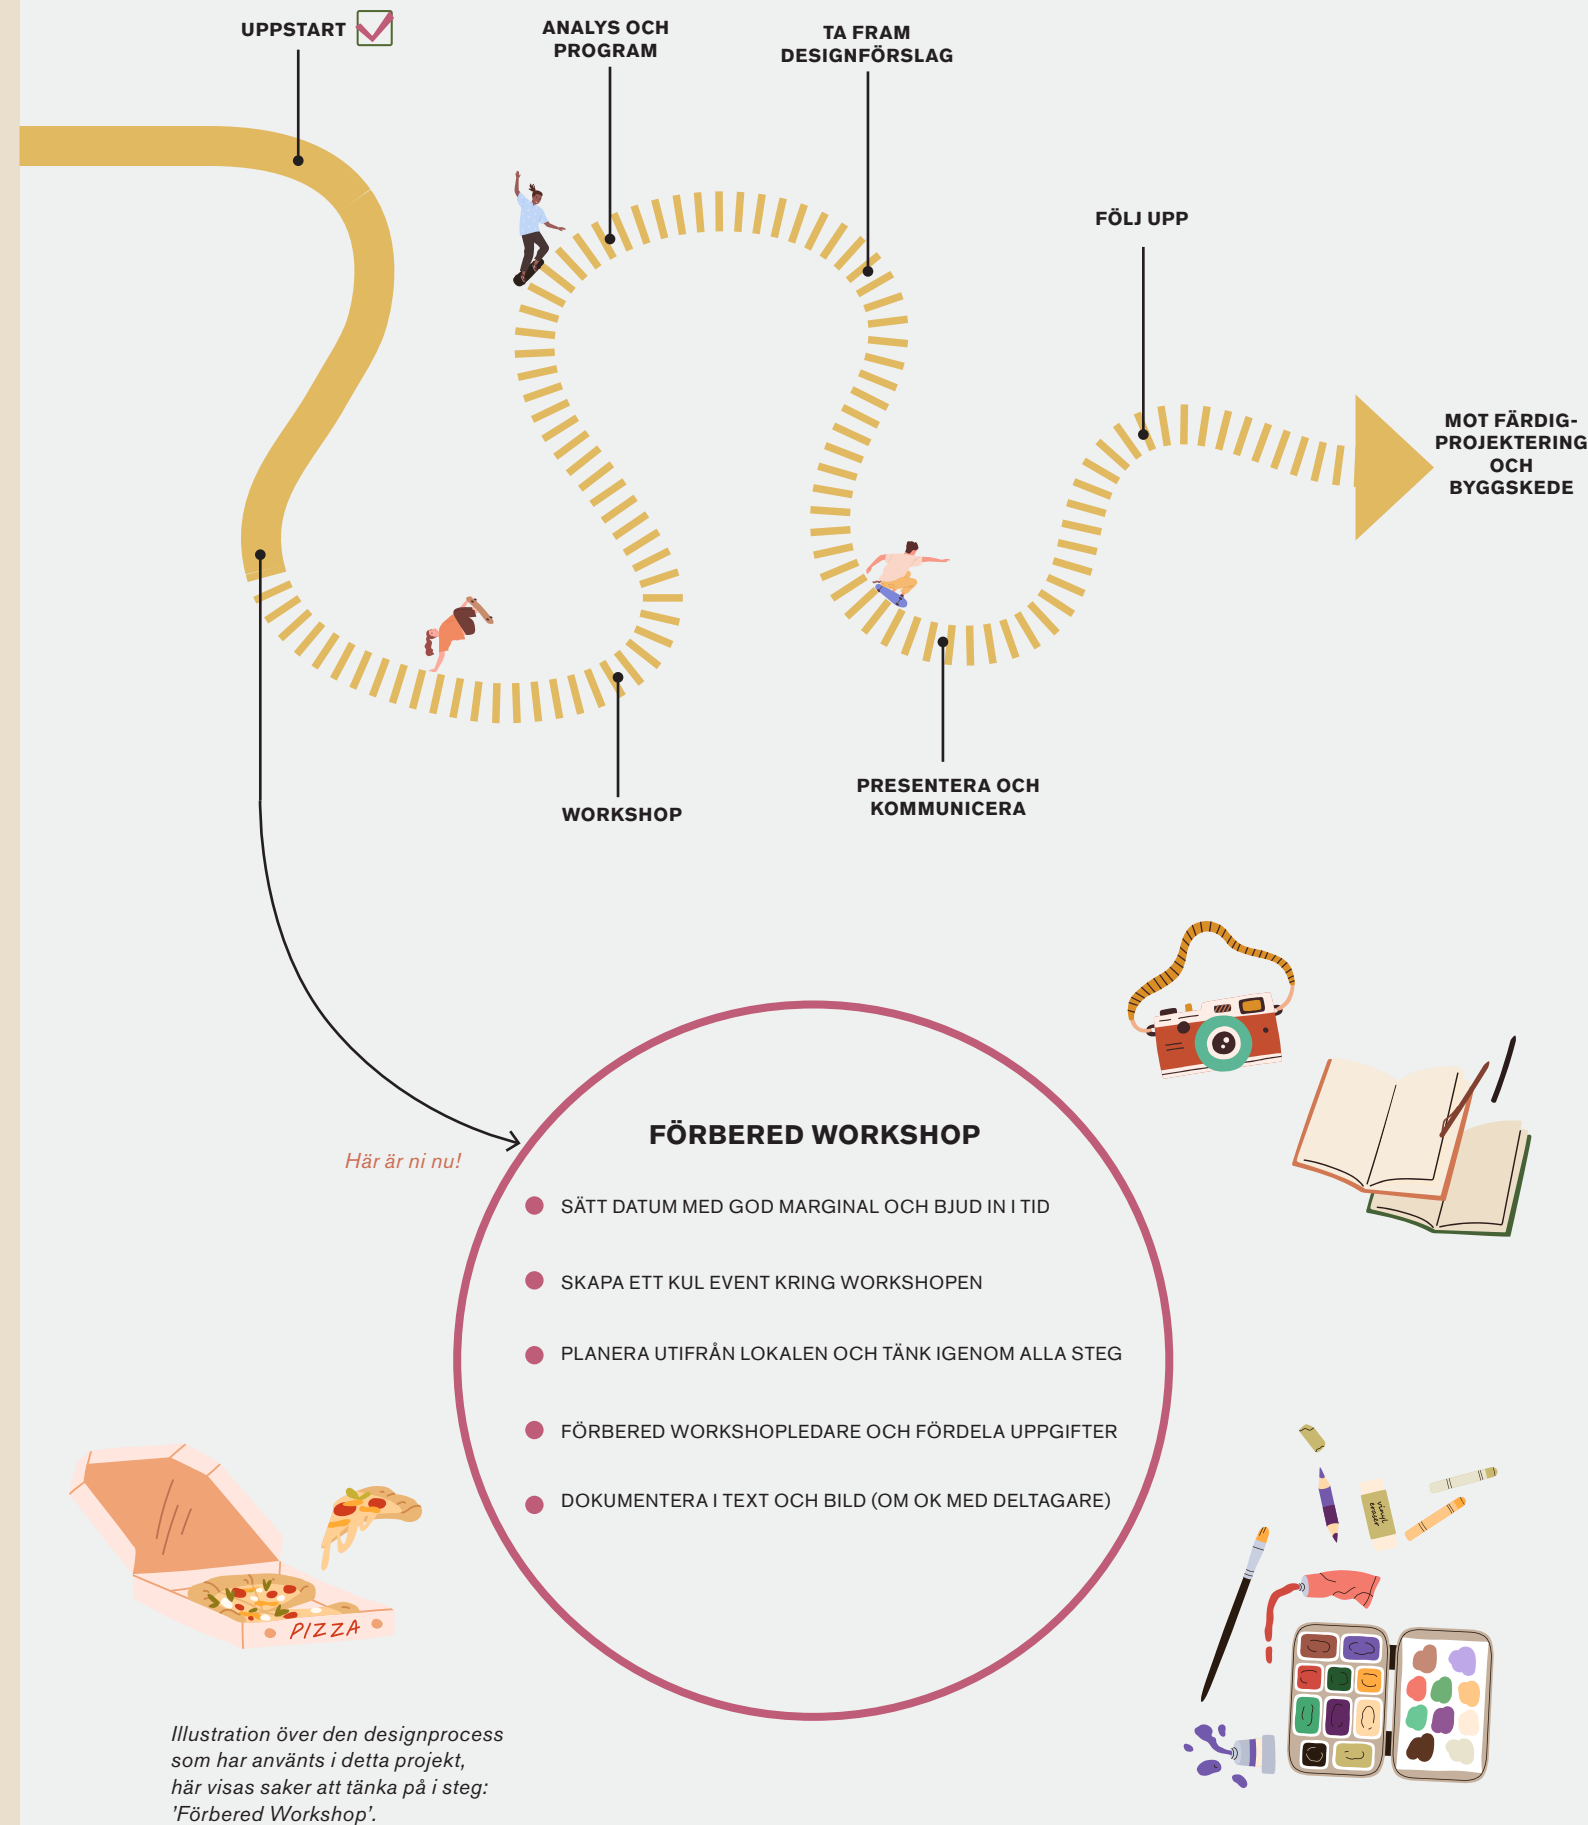 UPPSTART
ANALYS OCH
PROGRAM
TA FRAM
DESIGNFÖRSLAG
FÖLJ UPP
MOT FÄRDIG-
PROJEKTERING
OCH
BYGGSKEDE
WORKSHOP
PRESENTERA OCH
KOMMUNICERA
Här är ni nu!
FÖRBERED WORKSHOP
SÄTT DATUM MED GOD MARGINAL OCH BJUD IN I TID
SKAPA ETT KUL EVENT KRING WORKSHOPEN
PLANERA UTIFRÅN LOKALEN OCH TÄNK IGENOM ALLA STEG
FÖRBERED WORKSHOPLEDARE OCH FÖRDELA UPPGIFTER
DOKUMENTERA I TEXT OCH BILD (OM OK MED DELTAGARE)
vinyl
eraser
PIZZA
Illustration över den designprocess
som har använts i detta projekt,
här visas saker att tänka på i steg:
’Förbered Workshop’.